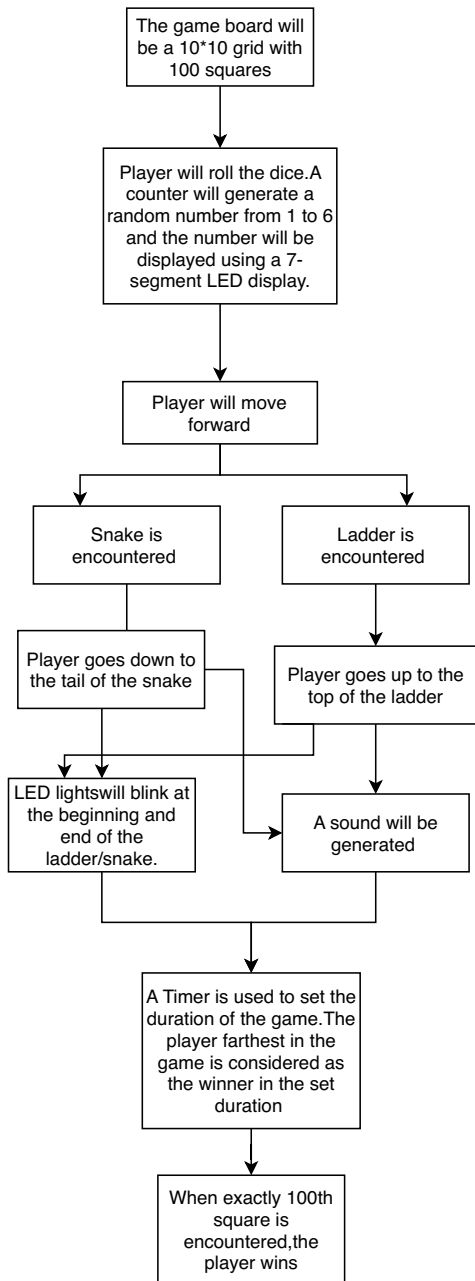 The game board will
be a 10*10 grid with
100 squares
Player will roll the dice.A
counter will generate a
random number from 1 to 6
and the number will be
displayed using a 7-
segment LED display.
Player will move
forward
Snake is
encountered
Ladder is
encountered
Player goes down to
the tail of the snake
Player goes up to the
top of the ladder
LED lightswill blink at
the beginning and
end of the
ladder/snake.
A sound will be
generated
A Timer is used to set the
duration of the game.The
player farthest in the
game is considered as
the winner in the set
duration
When exactly 100th
square is
encountered,the
player wins